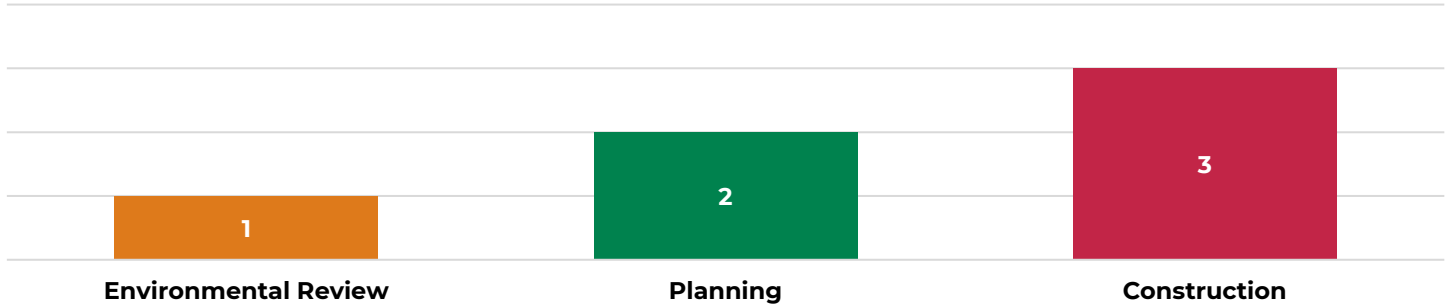 1
2
3
Environmental Review
Planning
Construction